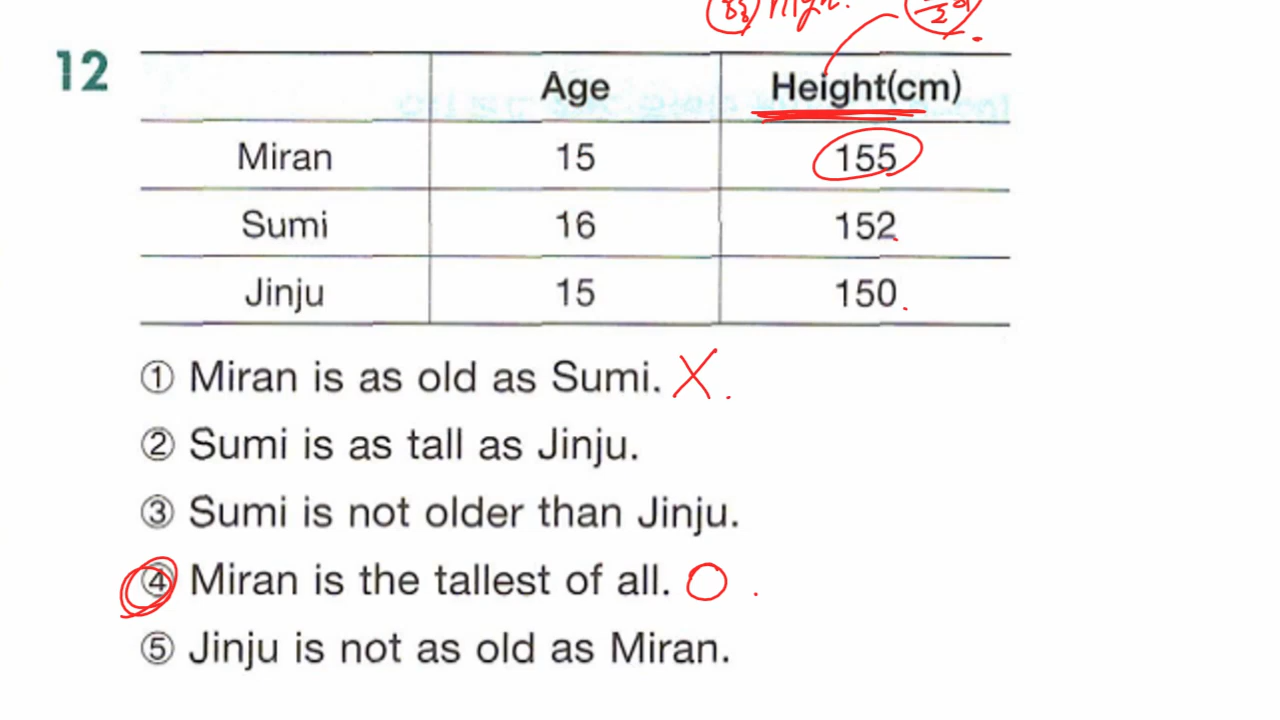 12
Age Height(cm)
Miran 15 155
Sumi 16 152
Jinju 15 150
① Miran is as old as Sumi. X
② Sumi is as tall as Jinju.
③ Sumi is not older than Jinju.
④ Miran is the tallest of all. O
⑤ Jinju is not as old as Miran.